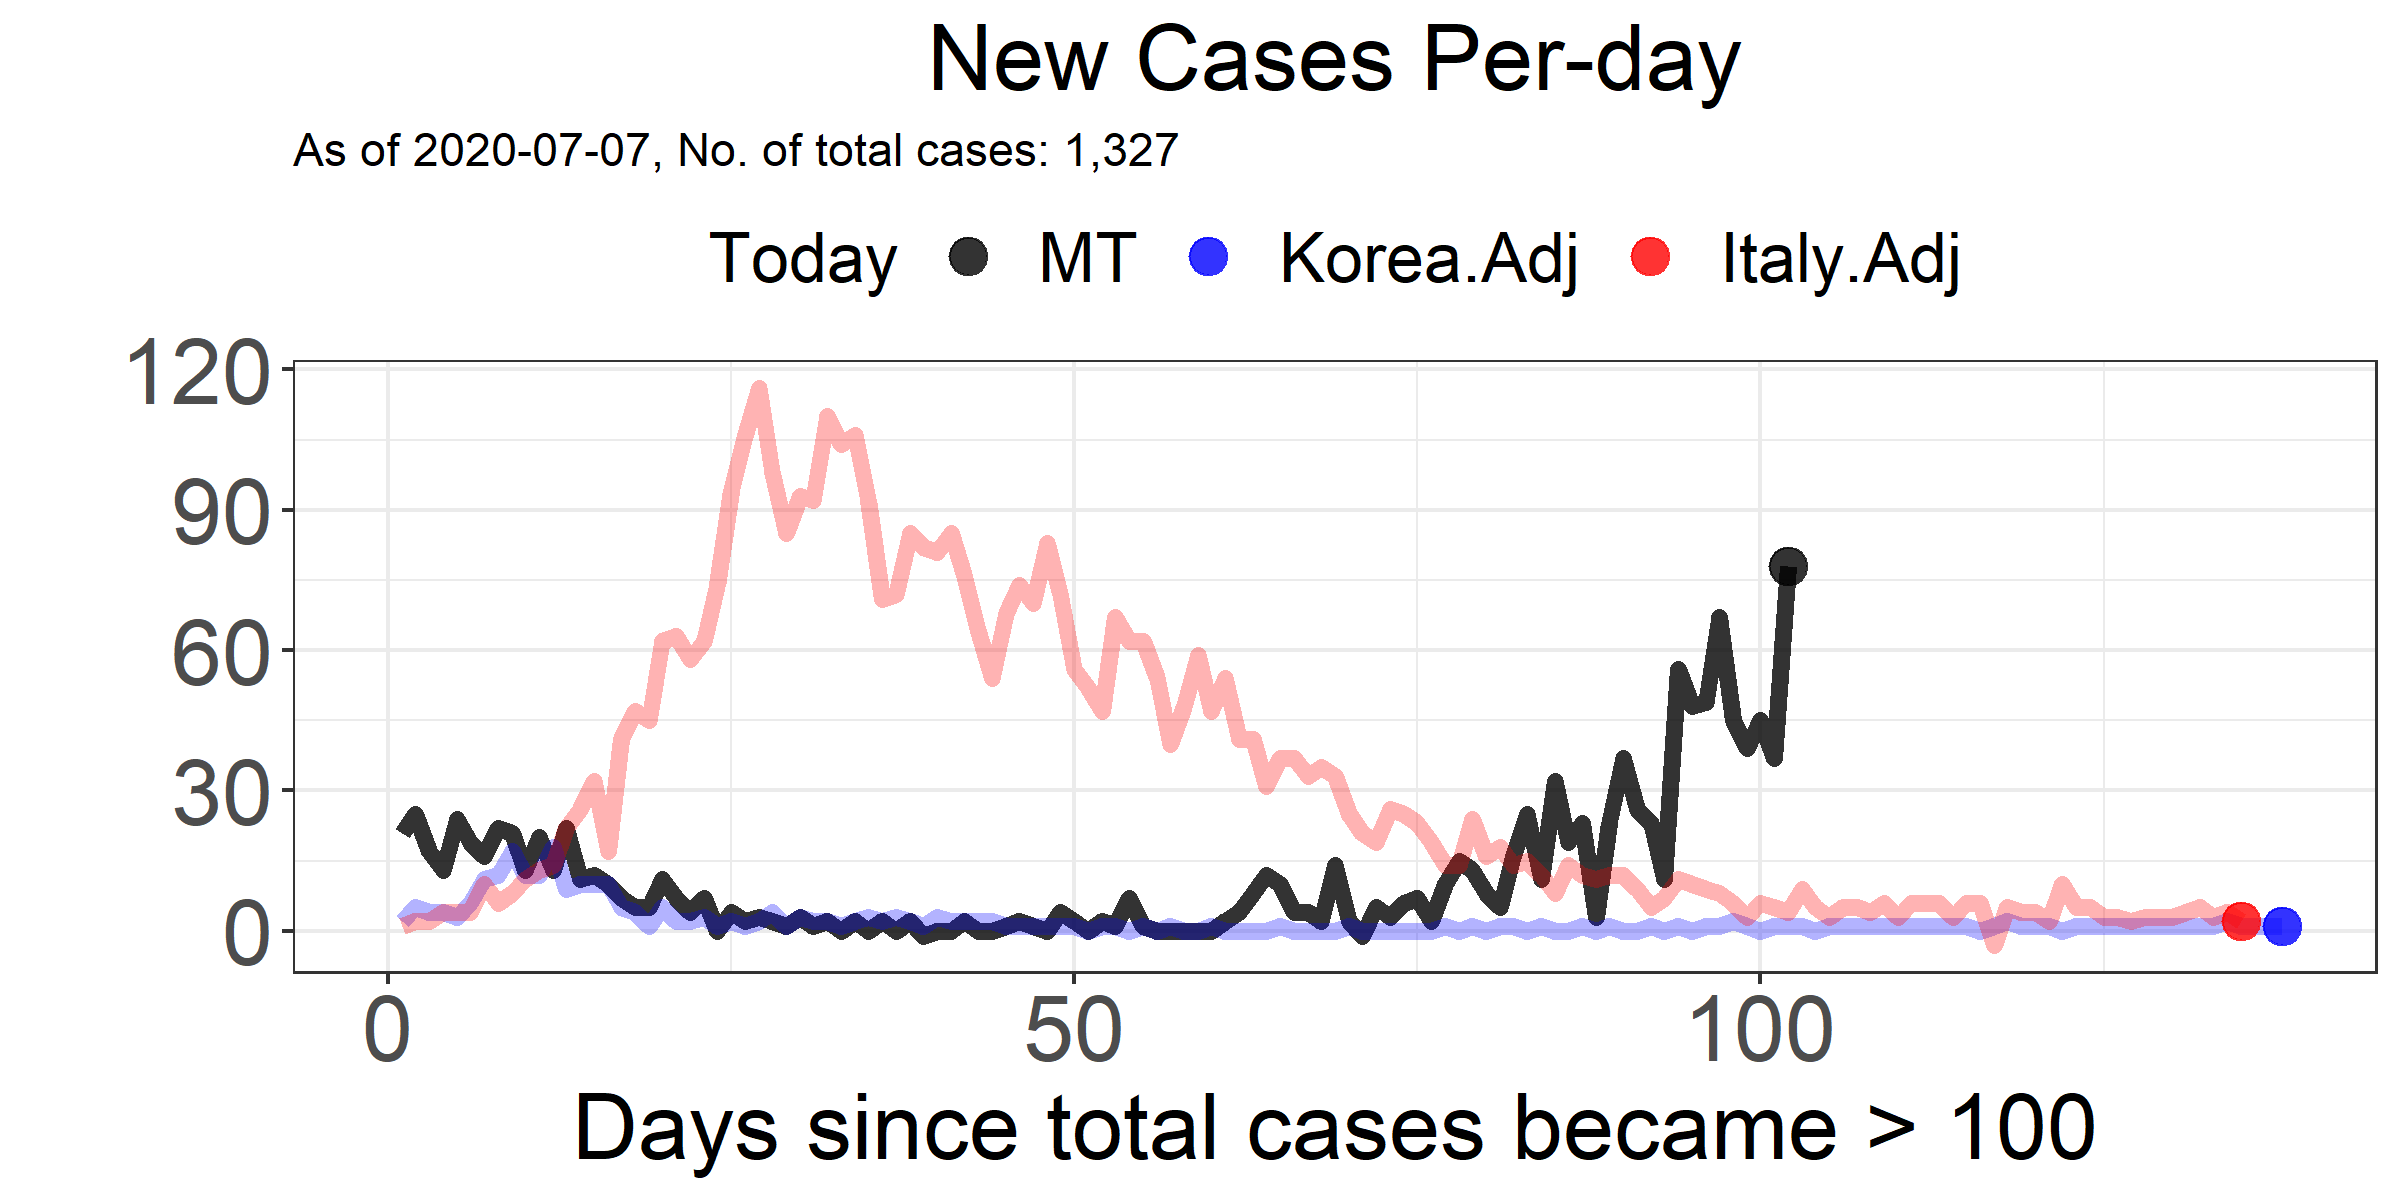 New Cases Per-day
As of 2020-07-07, No. of total cases: 1,327
Today MT Korea.Adj Italy.Adj
120
90
60
30
0
0 50 100
Days since total cases became > 100